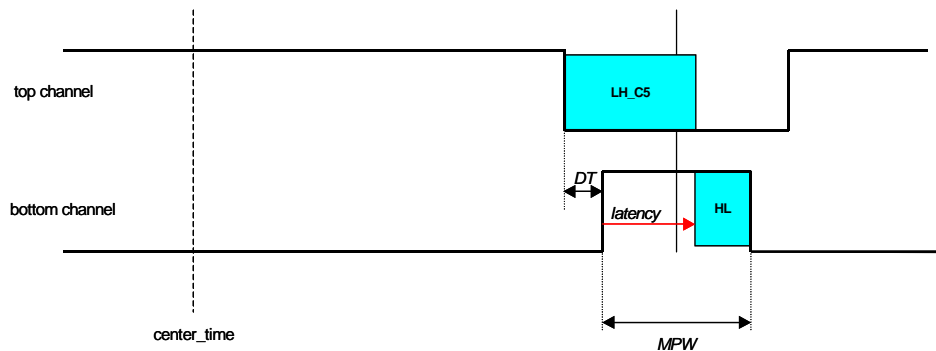 top channel
LH_C5
DT
bottom channel
latency
HL
center_time
MPW